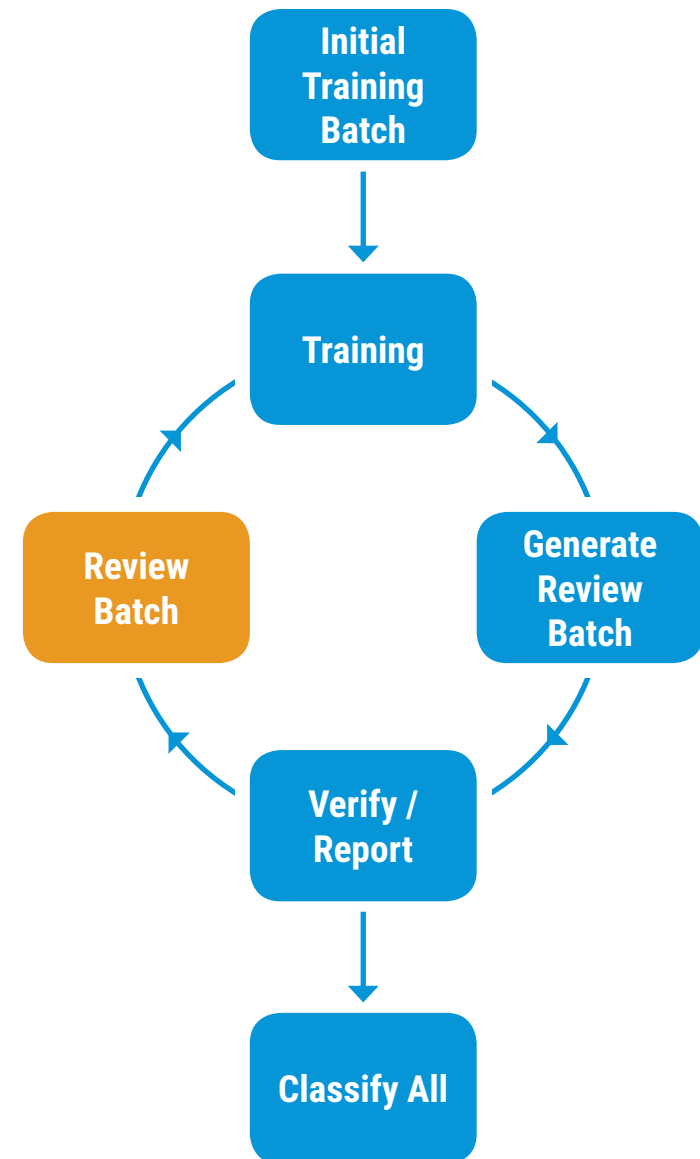 Initial
Training
Batch
Training
Review
Batch
Generate
Review
Batch
Verify /
Report
Classify All